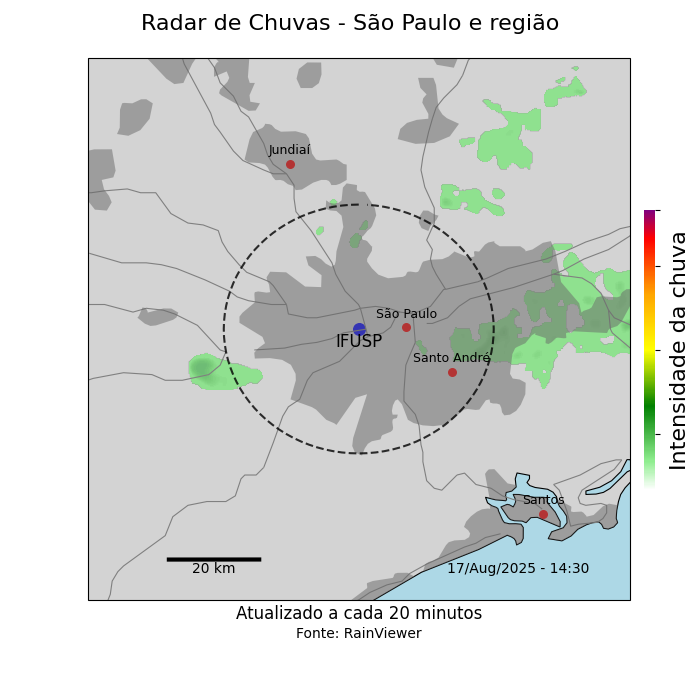 Radar de Chuvas - São Paulo e região
Jundiaí
São Paulo
IFUSP
Santo André
Intensidade da chuva
Santos
20 km
17/Aug/2025 - 14:30
Atualizado a cada 20 minutos
Fonte: RainViewer